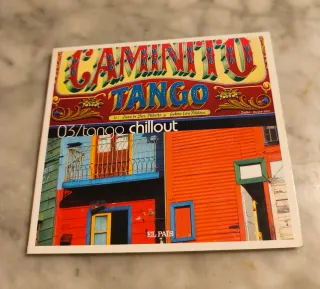 CAMINITO
TANGO
03/tango chillout
EL PAIS